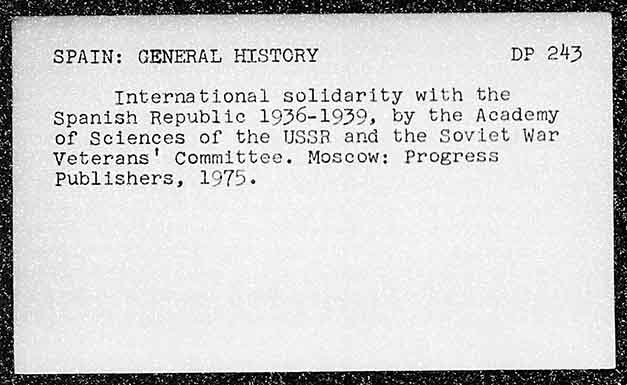 SPAIN: GENERAL HISTORY DP 243
International solidarity with the
Spanish Republic 1936-1939, by the Academy
of Sciences of the USSR and the Soviet War
Veterans' Committee. Moscow: Progress
Publishers, 1975.